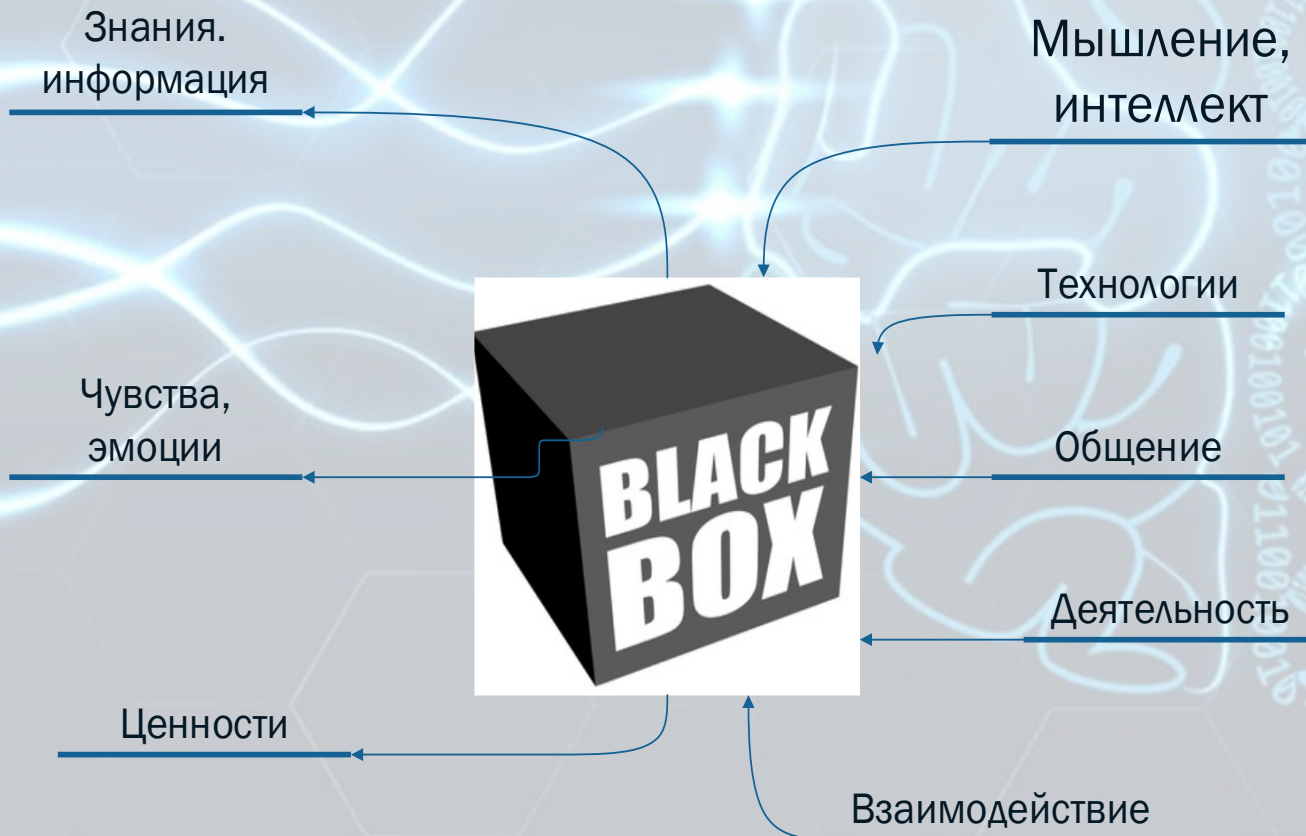 Знания.
информация
Мышление,
интеллект
Технологии
Чувства,
эмоции
BLACK
BOX
Общение
Деятельность
Ценности
Взаимодействие